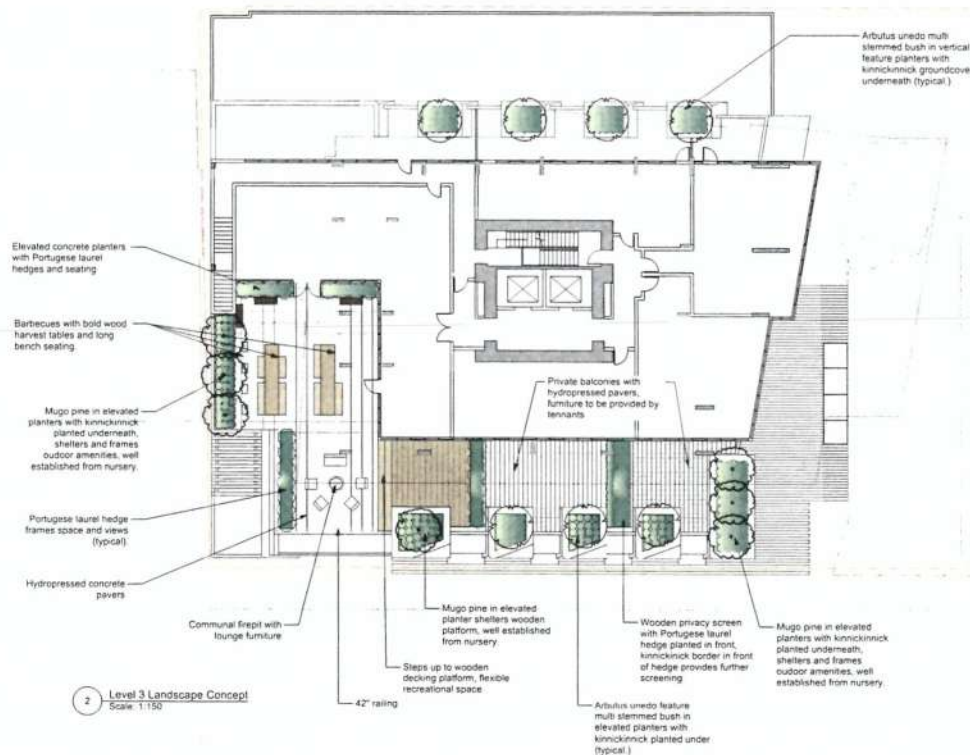 Arbutus unedo multi
stemmed bush in vertical
feature planters with
kinnickinnick groundcover
underneath (typical.)
Elevated concrete planters
with Portugese laurel
hedges and seating
Barbecues with bold wood
harvest tables and long
bench seating.
Private balconies with
hydropressed pavers,
furniture to be provided by
tennants
Mugo pine in elevated
planters with kinnickinnick
planted underneath,
shelters and frames
oudoor amenities, well
established from nursery.
Portugese laurel hedge
frames space and views
(typical)
Hydropressed concrete
pavers
Communal firepit with
lounge furniture
Mugo pine in elevated
planter shelters wooden
platform, well established
from nursery.
Wooden privacy screen
with Portugese laurel
hedge planted in front,
kinnickinick border in front
of hedge provides further
screening
Mugo pine in elevated
planters with kinnickinnick
planted underneath,
shelters and frames
oudoor amenities, well
established from nursery.
Steps up to wooden
decking platform, flexible
recreational space
42" railing
Arbutus unedo feature
multi stemmed bush in
elevated planters with
kinnickinnick planted under
(typical.)
2 Level 3 Landscape Concept
Scale: 1:150